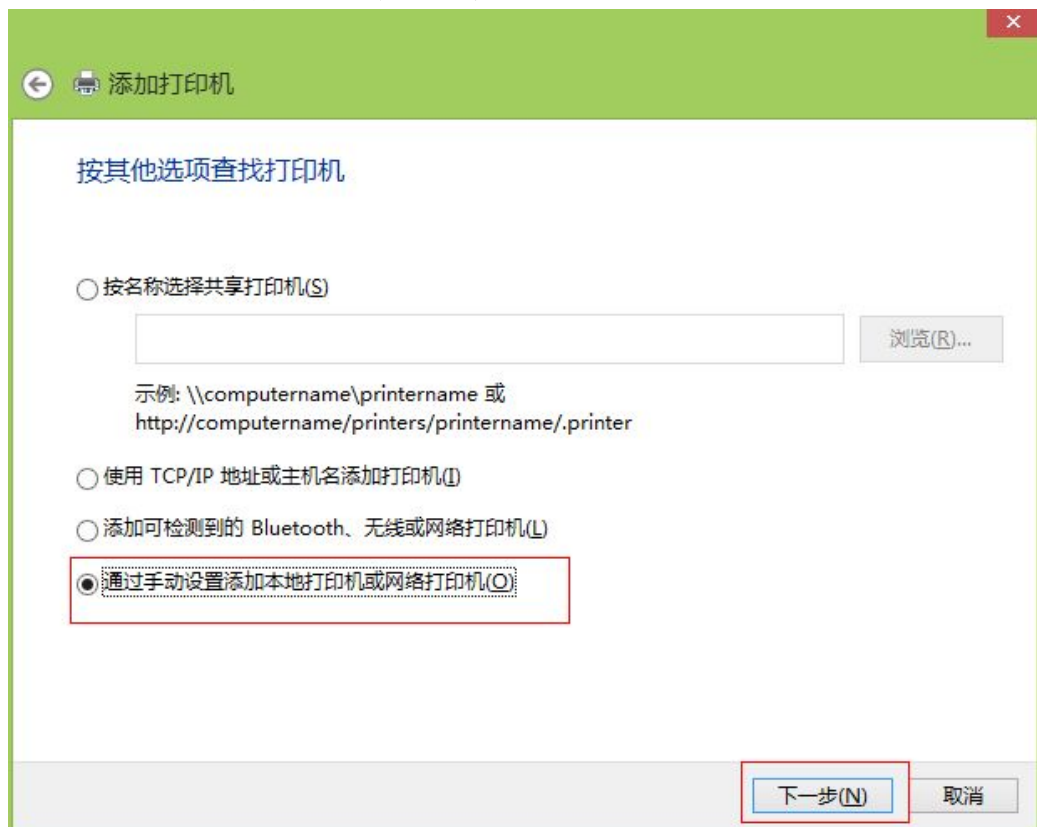 添加打印机
按其他选项查找打印机
按名称选择共享打印机(S)
浏览(R)...
示例: \\computername\printername 或
http://computername/printers/printername/.printer
使用 TCP/IP 地址或主机名添加打印机(I)
添加可检测到的 Bluetooth、无线或网络打印机(L)
通过手动设置添加本地打印机或网络打印机(O)
下一步(N)
取消